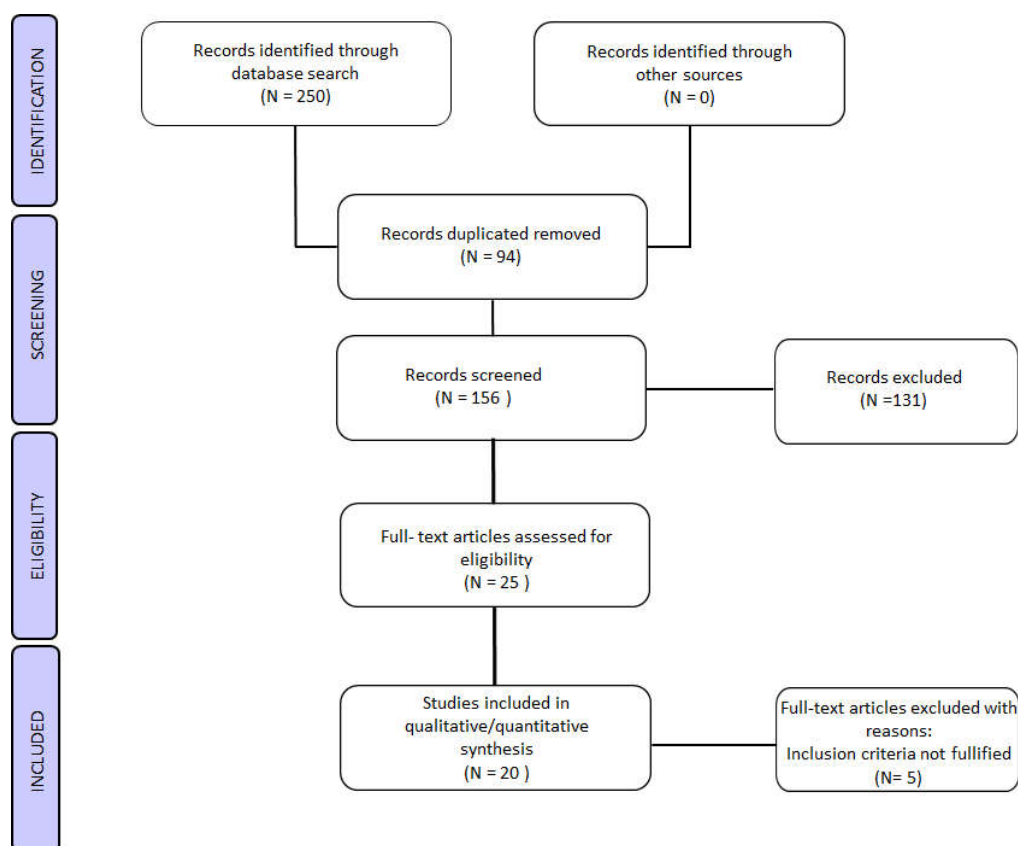 IDENTIFICATION
Records identified through
database search
(N = 250)
Records identified through
other sources
(N = 0)
SCREENING
Records duplicated removed
(N = 94)
Records screened
(N = 156 )
Records excluded
(N =131)
ELIGIBILITY
Full- text articles assessed for
eligibility
(N = 25 )
INCLUDED
Studies included in
qualitative/quantitative
synthesis
(N = 20 )
Full-text articles excluded with
reasons:
Inclusion criteria not fullified
(N= 5)